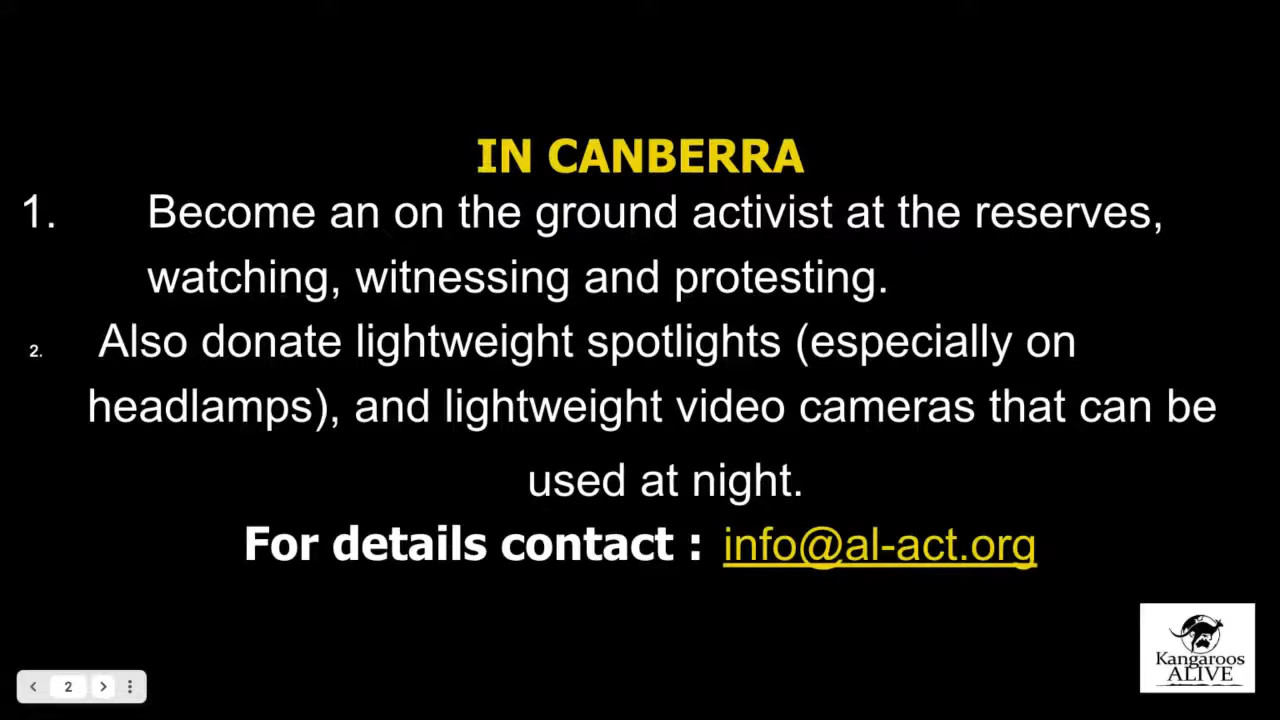 IN CANBERRA
1. Become an on the ground activist at the reserves,
watching, witnessing and protesting.
2. Also donate lightweight spotlights (especially on
headlamps), and lightweight video cameras that can be
used at night.
For details contact : info@al-act.org
Kangaroos
ALIVE
2